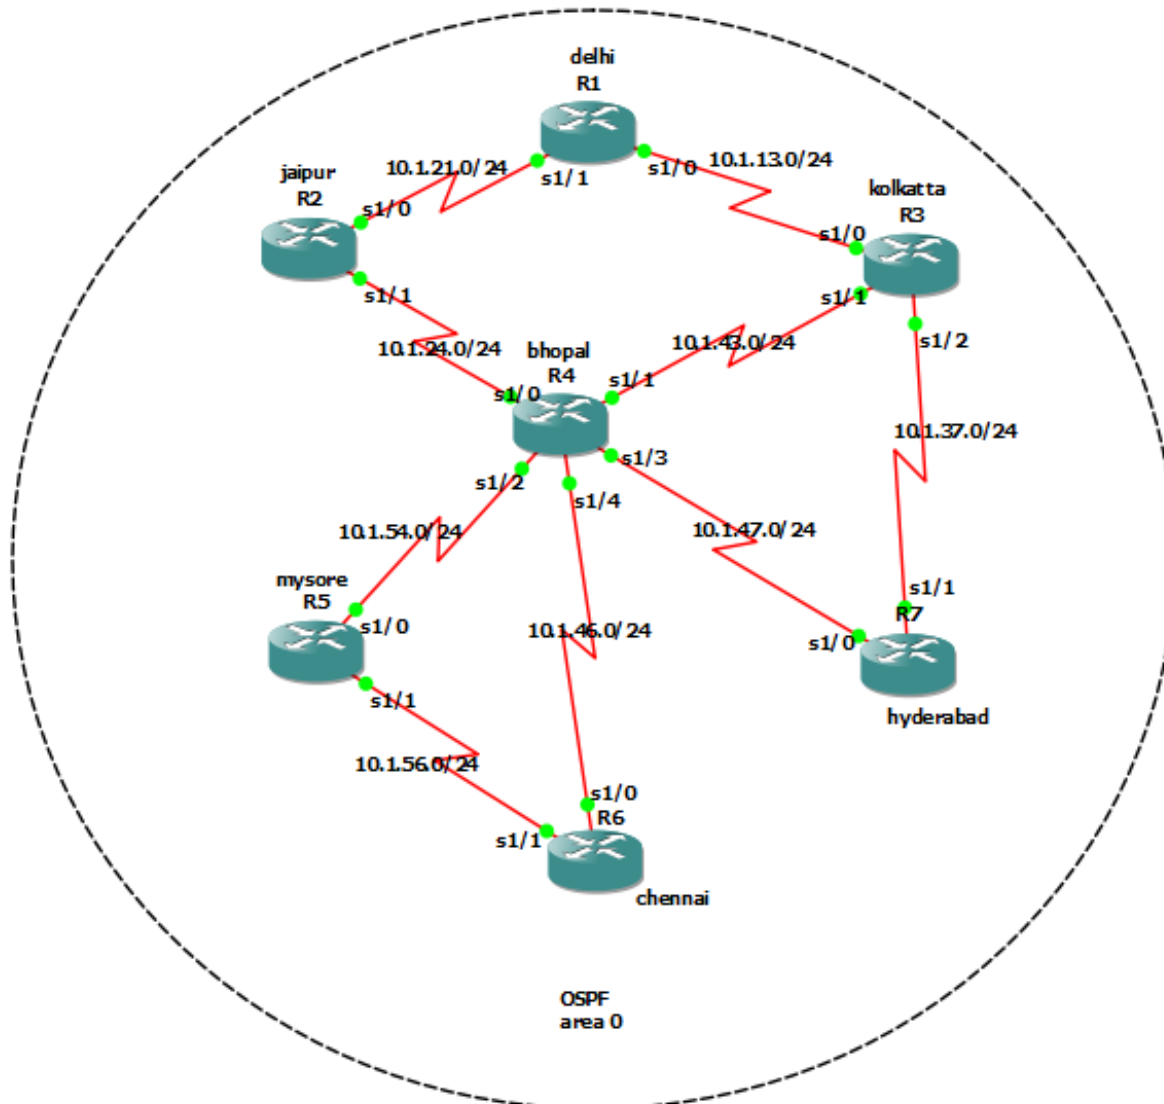 delhi
R1
10.1.21.0/24
s1/1
s1/0
10.1.13.0/24
jaipur
R2
s1/0
s1/1
kolkatta
R3
s1/0
s1/1
s1/2
10.1.24.0/24
bhopal
R4
s1/0
s1/1
10.1.43.0/24
s1/2
s1/4
s1/3
10.1.37.0/24
10.1.54.0/24
10.1.47.0/24
mysore
R5
s1/0
s1/1
10.1.46.0/24
s1/1
R7
s1/0
hyderabad
10.1.56.0/24
s1/0
R6
s1/1
chennai
OSPF
area 0